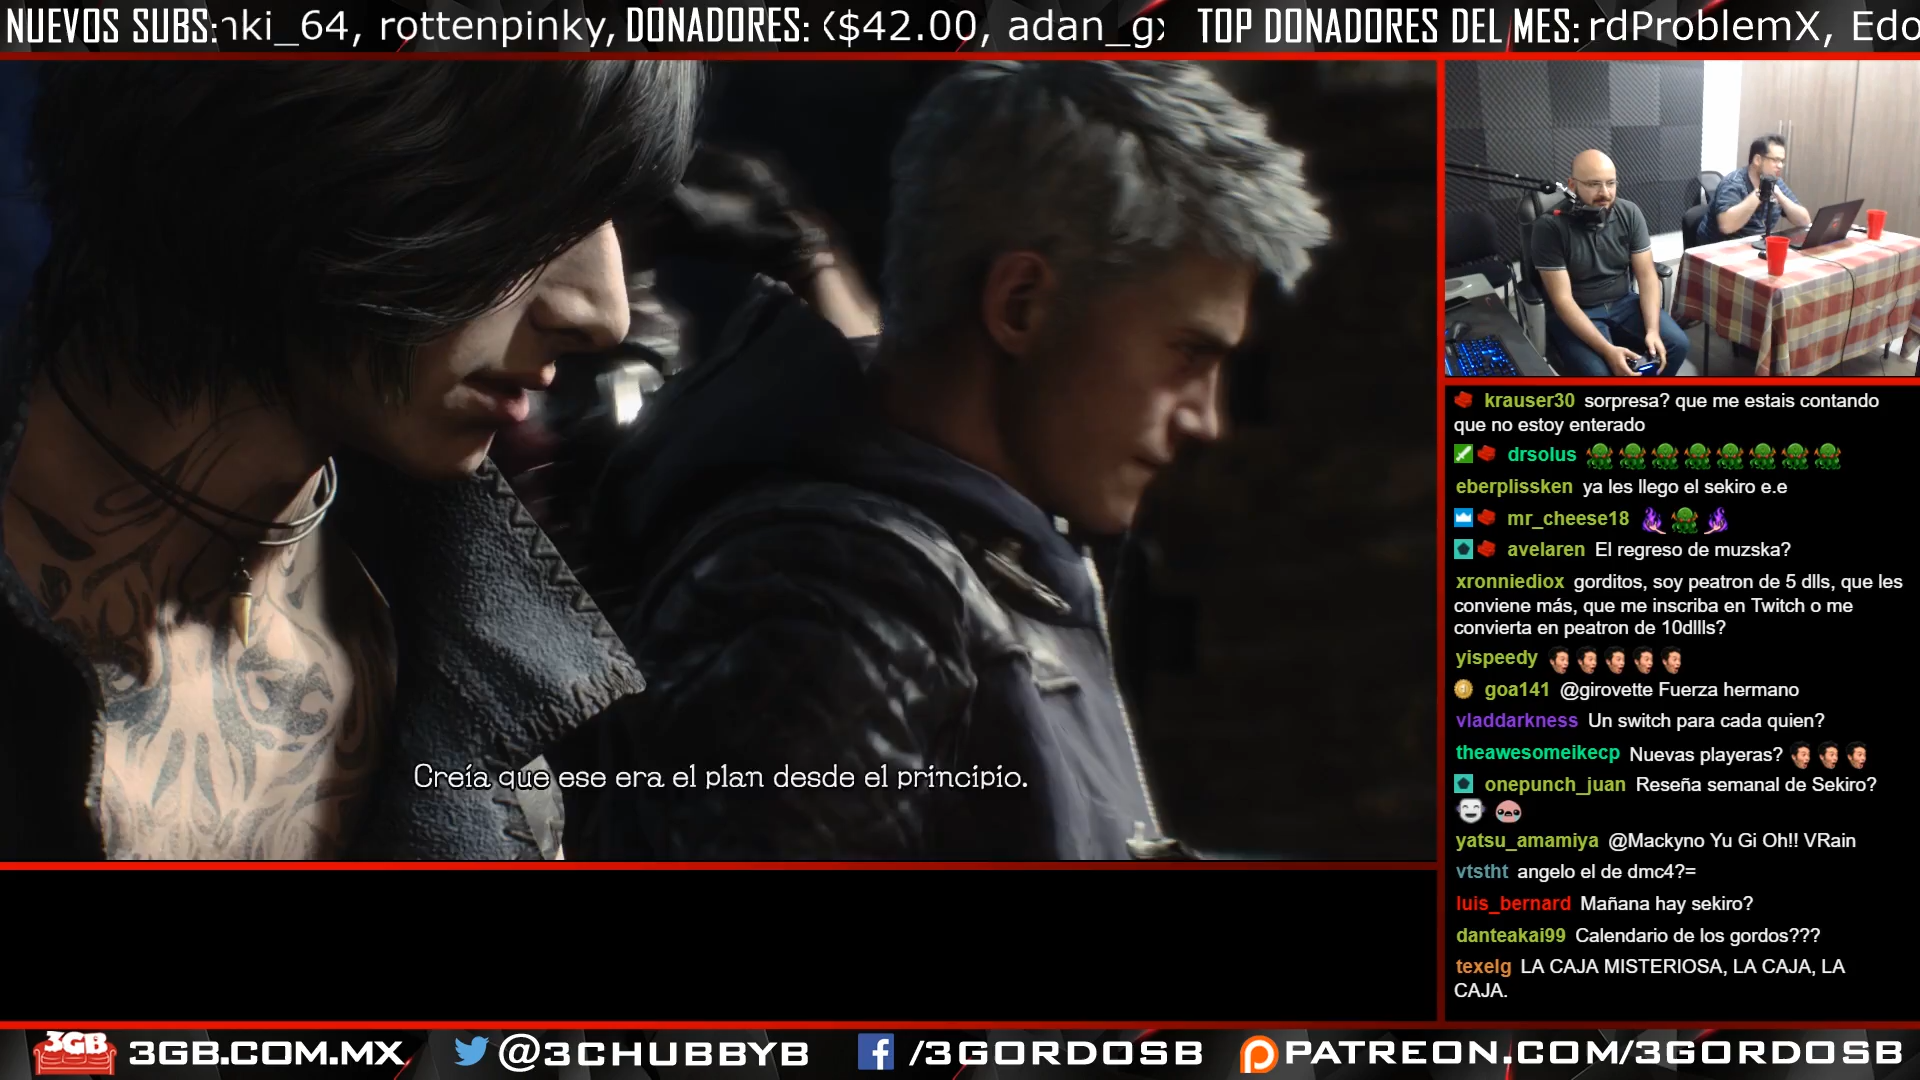 NUEVOS SUBS: nki_64, rottenpinky, DONADORES: ($42.00, adan_gx TOP DONADORES DEL MES: rdProblemX, Edo
krauser30 sorpresa? que me estais contando
que no estoy enterado
drsolus
eberplissken ya les llego el sekiro e.e
mr_cheese18
avelaren El regreso de muzska?
xronniediox gorditos, soy peatron de 5 dlls, que les
conviene más, que me inscriba en Twitch o me
convierta en peatron de 10dllls?
yispeedy
goa141 @girovette Fuerza hermano
vladdarkness Un switch para cada quien?
theawesomeikecp Nuevas playeras?
onepunch_juan Reseña semanal de Sekiro?
yatsu_amamiya @Mackyno Yu Gi Oh!! VRain
vtstht angelo el de dmc4?=
luis_bernard Mañana hay sekiro?
danteakai99 Calendario de los gordos???
texelg LA CAJA MISTERIOSA, LA CAJA, LA
CAJA.
Creía que ese era el plan desde el principio.
3GB 3GB.COM.MX @3CHUBBYB /3GORDOSB PATREON.COM/3GORDOSB